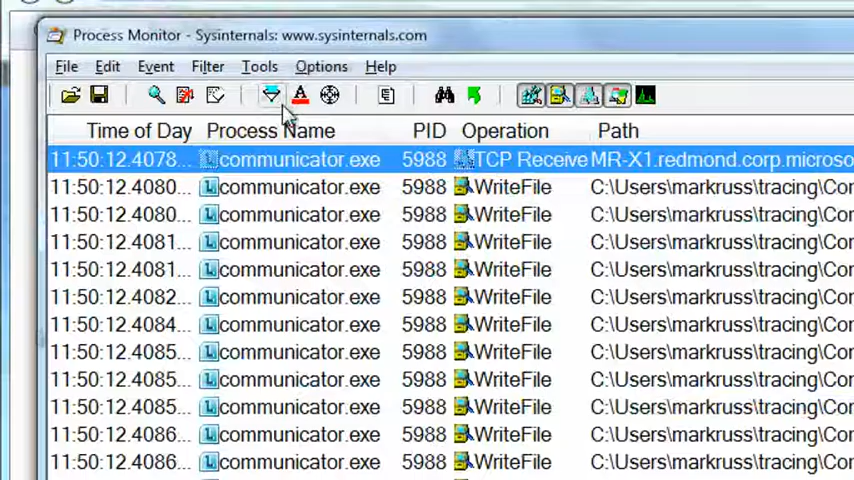 Process Monitor - Sysinternals: www.sysinternals.com
File Edit Event Filter Tools Options Help
Time of Day Process Name PID Operation Path
11:50:12.4078... communicator.exe 5988 TCP Receive MR-X1.redmond.corp.microso
11:50:12.4080... communicator.exe 5988 WriteFile C:\Users\markruss\tracing\Cor
11:50:12.4080... communicator.exe 5988 WriteFile C:\Users\markruss\tracing\Cor
11:50:12.4081... communicator.exe 5988 WriteFile C:\Users\markruss\tracing\Cor
11:50:12.4081... communicator.exe 5988 WriteFile C:\Users\markruss\tracing\Cor
11:50:12.4082... communicator.exe 5988 WriteFile C:\Users\markruss\tracing\Cor
11:50:12.4084... communicator.exe 5988 WriteFile C:\Users\markruss\tracing\Cor
11:50:12.4085... communicator.exe 5988 WriteFile C:\Users\markruss\tracing\Cor
11:50:12.4085... communicator.exe 5988 WriteFile C:\Users\markruss\tracing\Cor
11:50:12.4085... communicator.exe 5988 WriteFile C:\Users\markruss\tracing\Cor
11:50:12.4086... communicator.exe 5988 WriteFile C:\Users\markruss\tracing\Cor
11:50:12.4086... communicator.exe 5988 WriteFile C:\Users\markruss\tracing\Cor